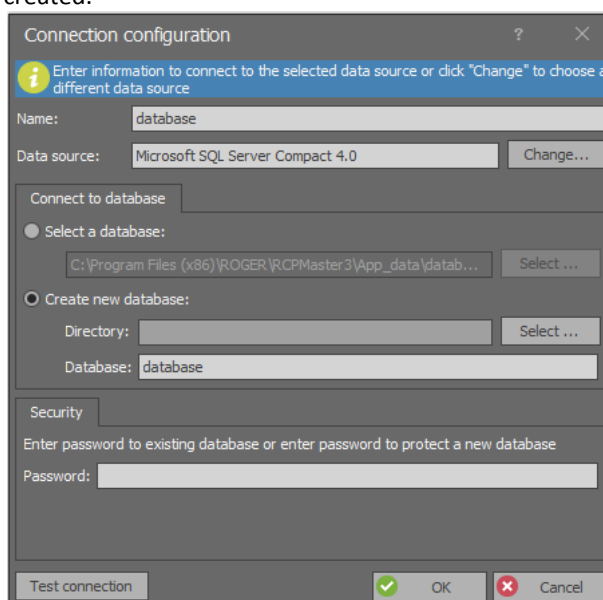 created.
Connection configuration ? ×
Enter information to connect to the selected data source or click "Change" to choose a
different data source
Name: database
Data source: Microsoft SQL Server Compact 4.0 Change...
Connect to database
Select a database:
C:\Program Files (x86)\ROGER\RCPMaster3\App_data\datab... Select ...
Create new database:
Directory: Select ...
Database: database
Security
Enter password to existing database or enter password to protect a new database
Password:
Test connection OK Cancel